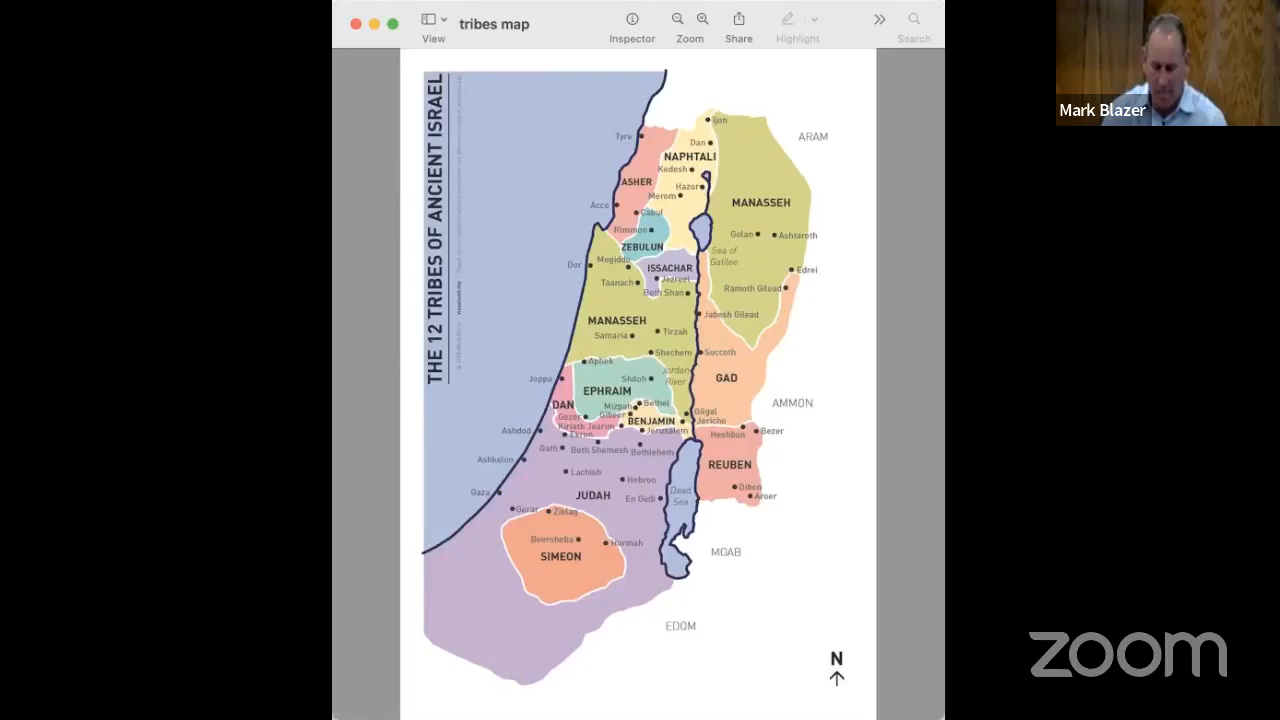 tribes map
View
Inspector
Zoom
Share
Highlight
Search
Mark Blazer
THE 12 TRIBES OF ANCIENT ISRAEL
Ijon
Tyre
ARAM
Dan
NAPHTALI
Kedesh
ASHER
Hazor
Merom
MANASSEH
Acco
Cabul
Rimmon
Golan
Ashtaroth
ZEBULUN
Sea of
Galilee
Megiddo
Dor
ISSACHAR
Edrei
Jezreel
Taanach
Ramoth Gilead
Beth Shan
Jabesh Gilead
MANASSEH
Tirzah
Samaria
Shechem
Succoth
Aphek
Jordan
River
Joppa
Shiloh
GAD
EPHRAIM
DAN
Bethel
Mizpah
AMMON
Gibeon
Gilgal
Gezer
BENJAMIN
Jericho
Kiriath Jearim
Jerusalem
Ashdod
Ekron
Heshbon
Bezer
Gath
Beth Shemesh
Bethlehem
Ashkelon
REUBEN
Lachish
Hebron
Dibon
Gaza
JUDAH
En Gedi
Dead
Sea
Aroer
Gerar
Ziklag
Beersheba
Hormah
SIMEON
MOAB
EDOM
N
zoom